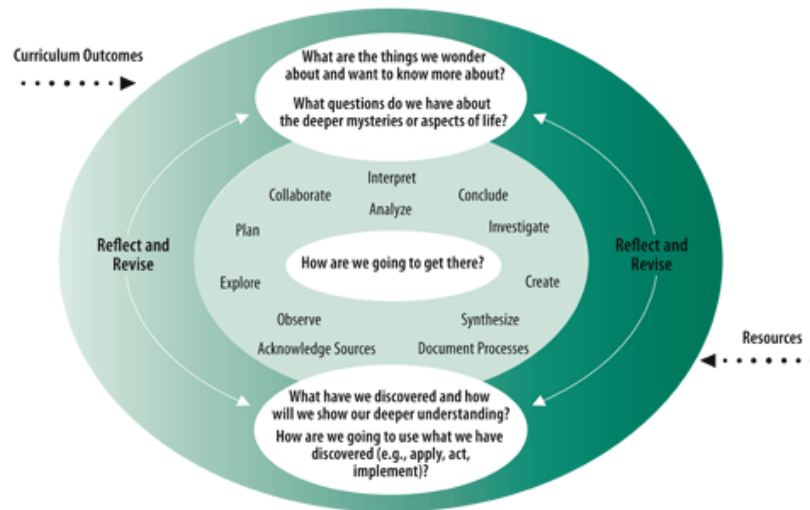 What are the things we wonder
about and want to know more about?
What questions do we have about
the deeper mysteries or aspects of life?
Curriculum Outcomes
Interpret
Collaborate
Conclude
Analyze
Plan
Investigate
Reflect and
Revise
How are we going to get there?
Reflect and
Revise
Explore
Create
Observe
Synthesize
Acknowledge Sources
Document Processes
Resources
What have we discovered and how
will we show our deeper understanding?
How are we going to use what we have
discovered (e.g., apply, act,
implement)?